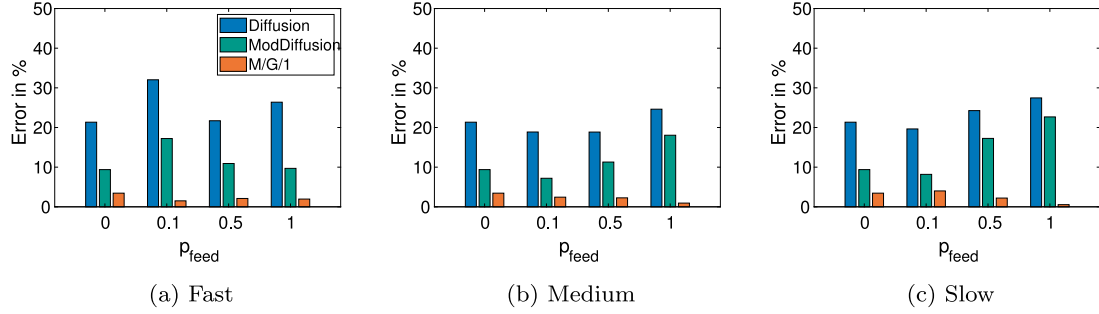 50
40
30
20
10
0
Error in %
Diffusion
ModDiffusion
M/G/1
0 0.1 0.5 1
p_feed
(a) Fast
50
40
30
20
10
0
Error in %
0 0.1 0.5 1
p_feed
(b) Medium
50
40
30
20
10
0
Error in %
0 0.1 0.5 1
p_feed
(c) Slow